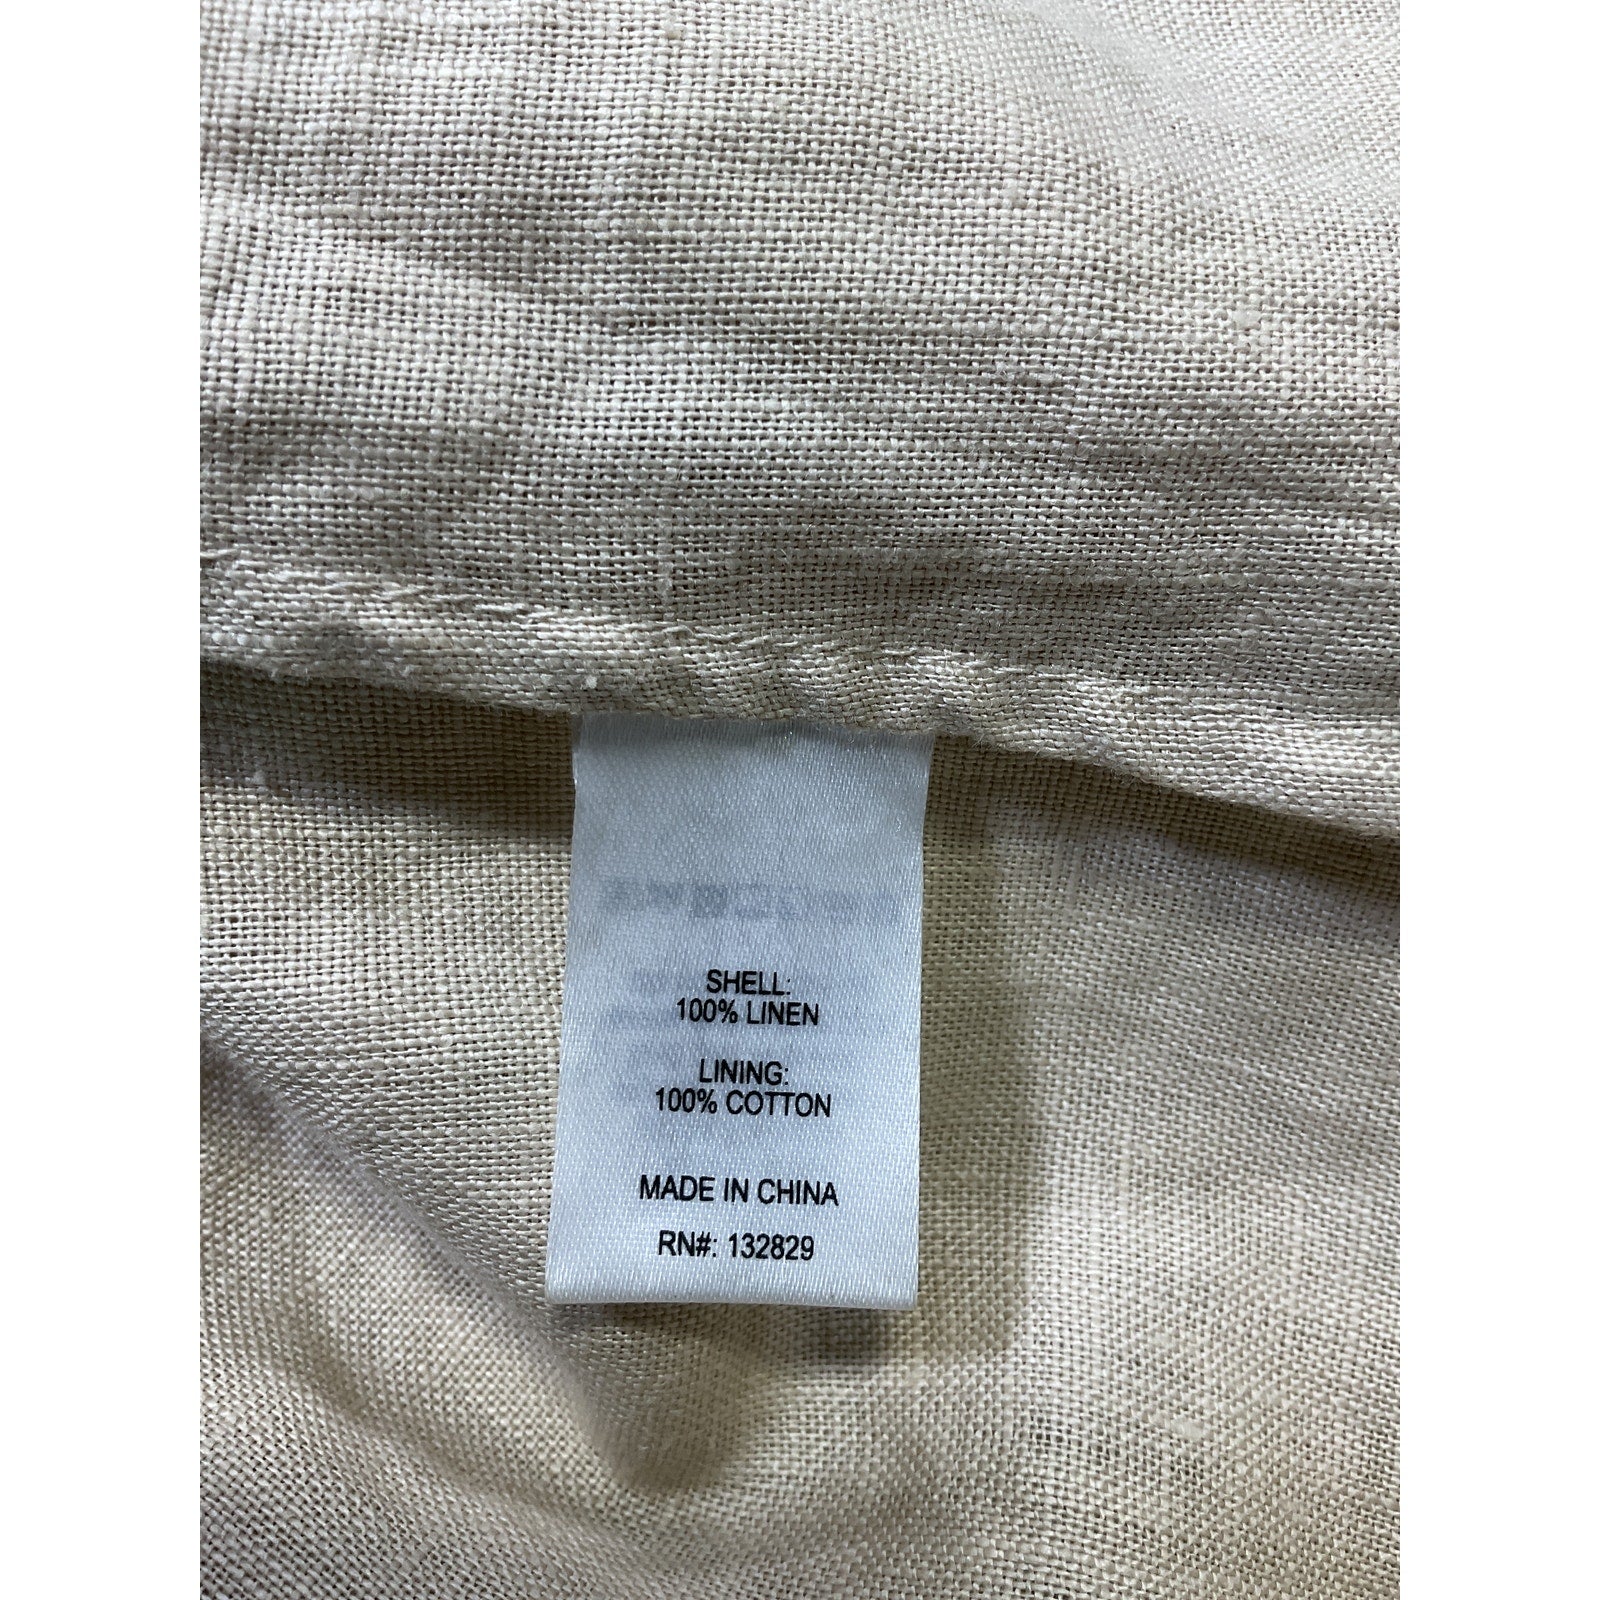 SHELL:
100% LINEN
LINING:
100% COTTON
MADE IN CHINA
RN#: 132829